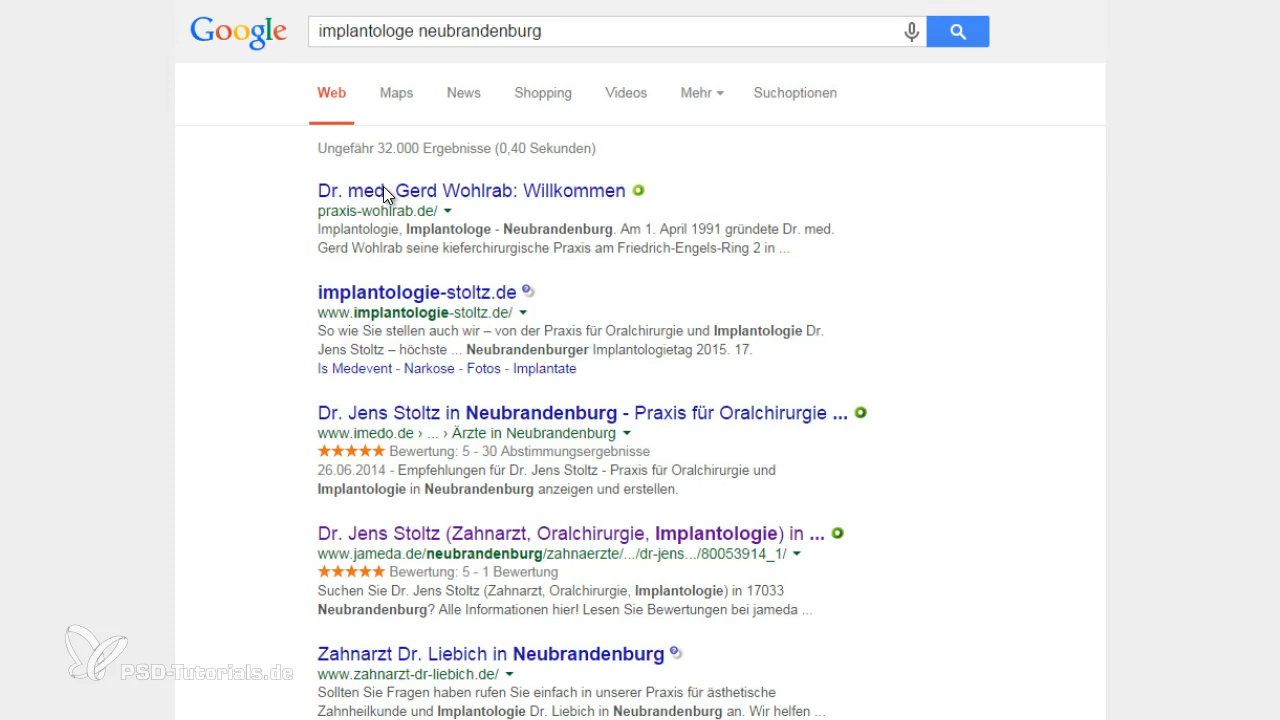 Google implantologe neubrandenburg
Web Maps News Shopping Videos Mehr Suchoptionen
Ungefähr 32.000 Ergebnisse (0,40 Sekunden)
Dr. med. Gerd Wohlrab: Willkommen
praxis-wohlrab.de/
Implantologie, Implantologe - Neubrandenburg. Am 1. April 1991 gründete Dr. med.
Gerd Wohlrab seine kieferchirurgische Praxis am Friedrich-Engels-Ring 2 in ...
implantologie-stoltz.de
www.implantologie-stoltz.de/
So wie Sie stellen auch wir – von der Praxis für Oralchirurgie und Implantologie Dr.
Jens Stoltz – höchste ... Neubrandenburger Implantologietag 2015. 17.
Is Medevent - Narkose - Fotos - Implantate
Dr. Jens Stoltz in Neubrandenburg - Praxis für Oralchirurgie ...
www.imedo.de › ... › Ärzte in Neubrandenburg
★★★★★ Bewertung: 5 - 30 Abstimmungsergebnisse
26.06.2014 - Empfehlungen für Dr. Jens Stoltz - Praxis für Oralchirurgie und
Implantologie in Neubrandenburg anzeigen und erstellen.
Dr. Jens Stoltz (Zahnarzt, Oralchirurgie, Implantologie) in ...
www.jameda.de/neubrandenburg/zahnaerzte/.../dr-jens.../80053914_1/
★★★★★ Bewertung: 5 - 1 Bewertung
Suchen Sie Dr. Jens Stoltz (Zahnarzt, Oralchirurgie, Implantologie) in 17033
Neubrandenburg? Alle Informationen hier! Lesen Sie Bewertungen bei jameda ...
Zahnarzt Dr. Liebich in Neubrandenburg
www.zahnarzt-dr-liebich.de/
Sollten Sie Fragen haben rufen Sie einfach in unserer Praxis für ästhetische
Zahnheilkunde und Implantologie Dr. Liebich in Neubrandenburg an. Wir helfen ...
PSD-Tutorials.de